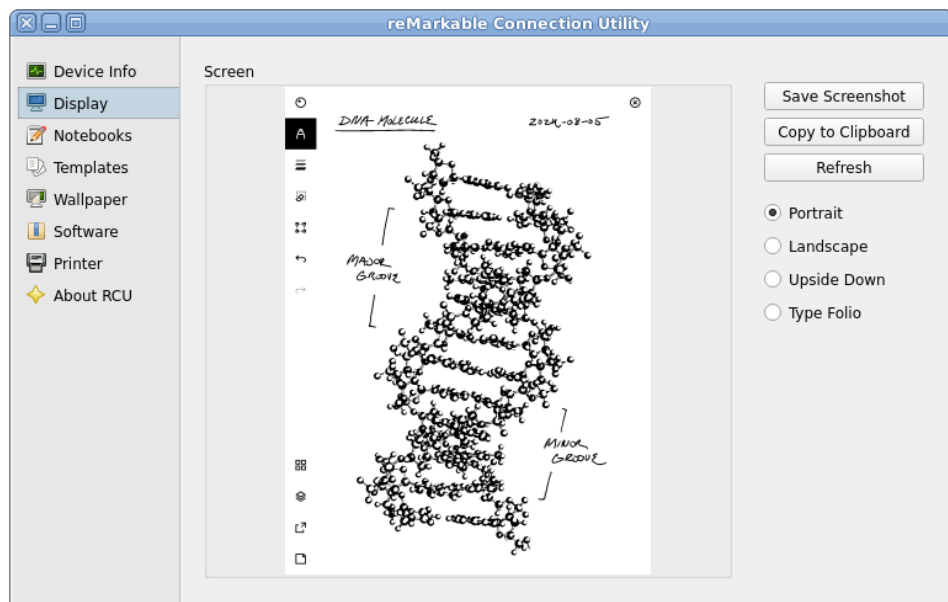 reMarkable Connection Utility
Device Info
Display
Notebooks
Templates
Wallpaper
Software
Printer
About RCU
Screen
DNA MOLECULE
2024-08-05
A
MAJOR
GROOVE
MINOR
GROOVE
Save Screenshot
Copy to Clipboard
Refresh
Portrait
Landscape
Upside Down
Type Folio